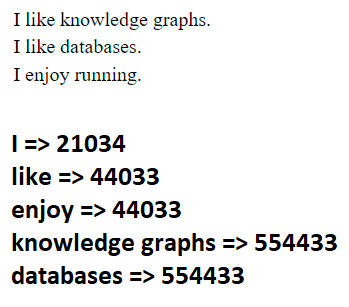 I like knowledge graphs.
I like databases.
I enjoy running.
I => 21034
like => 44033
enjoy => 44033
knowledge graphs => 554433
databases => 554433